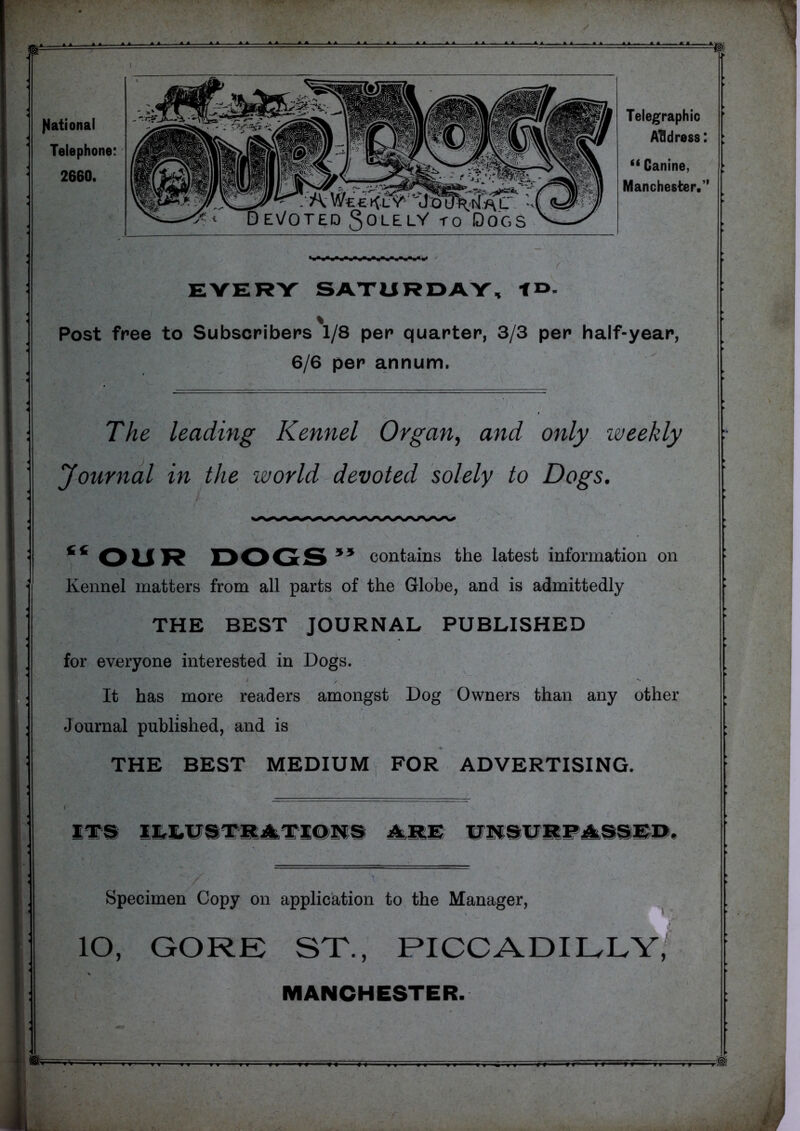 National
Telephone:
2660.
OUR DOGS
A WEEKLY JOURNAL
DEVOTED SOLELY TO DOGS
Telegraphic
Address:
“Canine,
Manchester.”
EVERY SATURDAY, 1D.
Post free to Subscribers 1/8 per quarter, 3/3 per half-year,
6/6 per annum.
The leading Kennel Organ, and only weekly
Journal in the world devoted solely to Dogs.
“OUR DOGS” contains the latest information on
Kennel matters from all parts of the Globe, and is admittedly
THE BEST JOURNAL PUBLISHED
for everyone interested in Dogs.
It has more readers amongst Dog Owners than any other
Journal published, and is
THE BEST MEDIUM FOR ADVERTISING.
ITS ILLUSTRATIONS ARE UNSURPASSED.
Specimen Copy on application to the Manager,
10, GORE ST., PICCADILLY,
MANCHESTER.